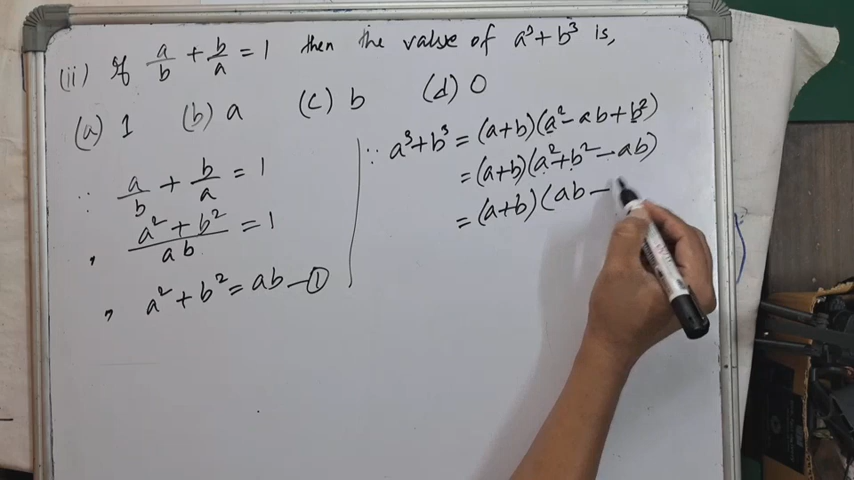 (ii) If a/b + b/a = 1 then the value of a³ + b³ is,
(a) 1 (b) a (c) b (d) 0
∵ a/b + b/a = 1
, (a² + b²)/ab = 1
, a² + b² = ab — ①
∵ a³ + b³ = (a+b)(a² − ab + b²)
= (a+b)(a² + b² − ab)
= (a+b)(ab −